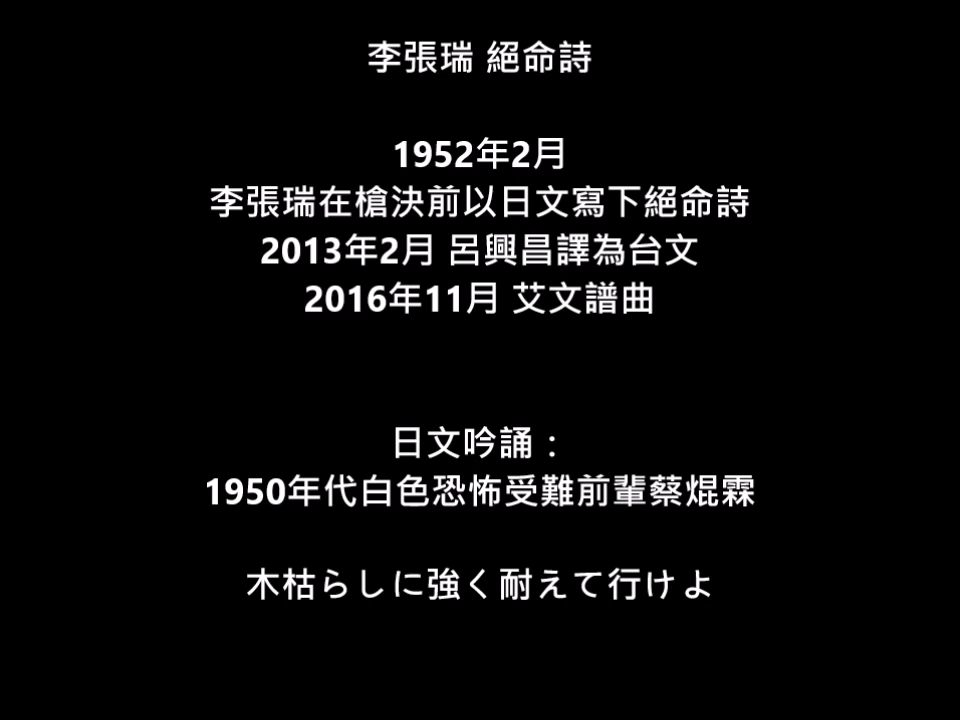 李張瑞 絕命詩
1952年2月
李張瑞在槍決前以日文寫下絕命詩
2013年2月 呂興昌譯為台文
2016年11月 艾文譜曲
日文吟誦：
1950年代白色恐怖受難前輩蔡焜霖
木枯らしに強く耐えて行けよ